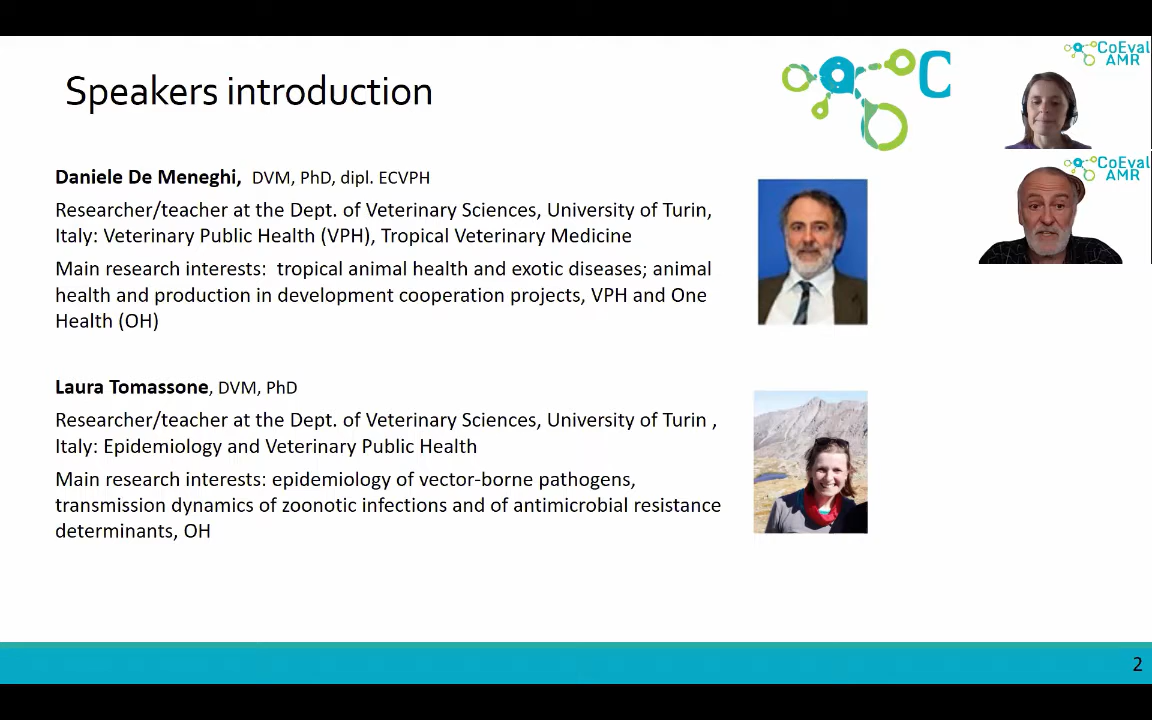 Speakers introduction
C
CoEval
AMR
CoEval
AMR
Daniele De Meneghi, DVM, PhD, dipl. ECVPH
Researcher/teacher at the Dept. of Veterinary Sciences, University of Turin,
Italy: Veterinary Public Health (VPH), Tropical Veterinary Medicine
Main research interests: tropical animal health and exotic diseases; animal
health and production in development cooperation projects, VPH and One
Health (OH)
Laura Tomassone, DVM, PhD
Researcher/teacher at the Dept. of Veterinary Sciences, University of Turin ,
Italy: Epidemiology and Veterinary Public Health
Main research interests: epidemiology of vector-borne pathogens,
transmission dynamics of zoonotic infections and of antimicrobial resistance
determinants, OH
2